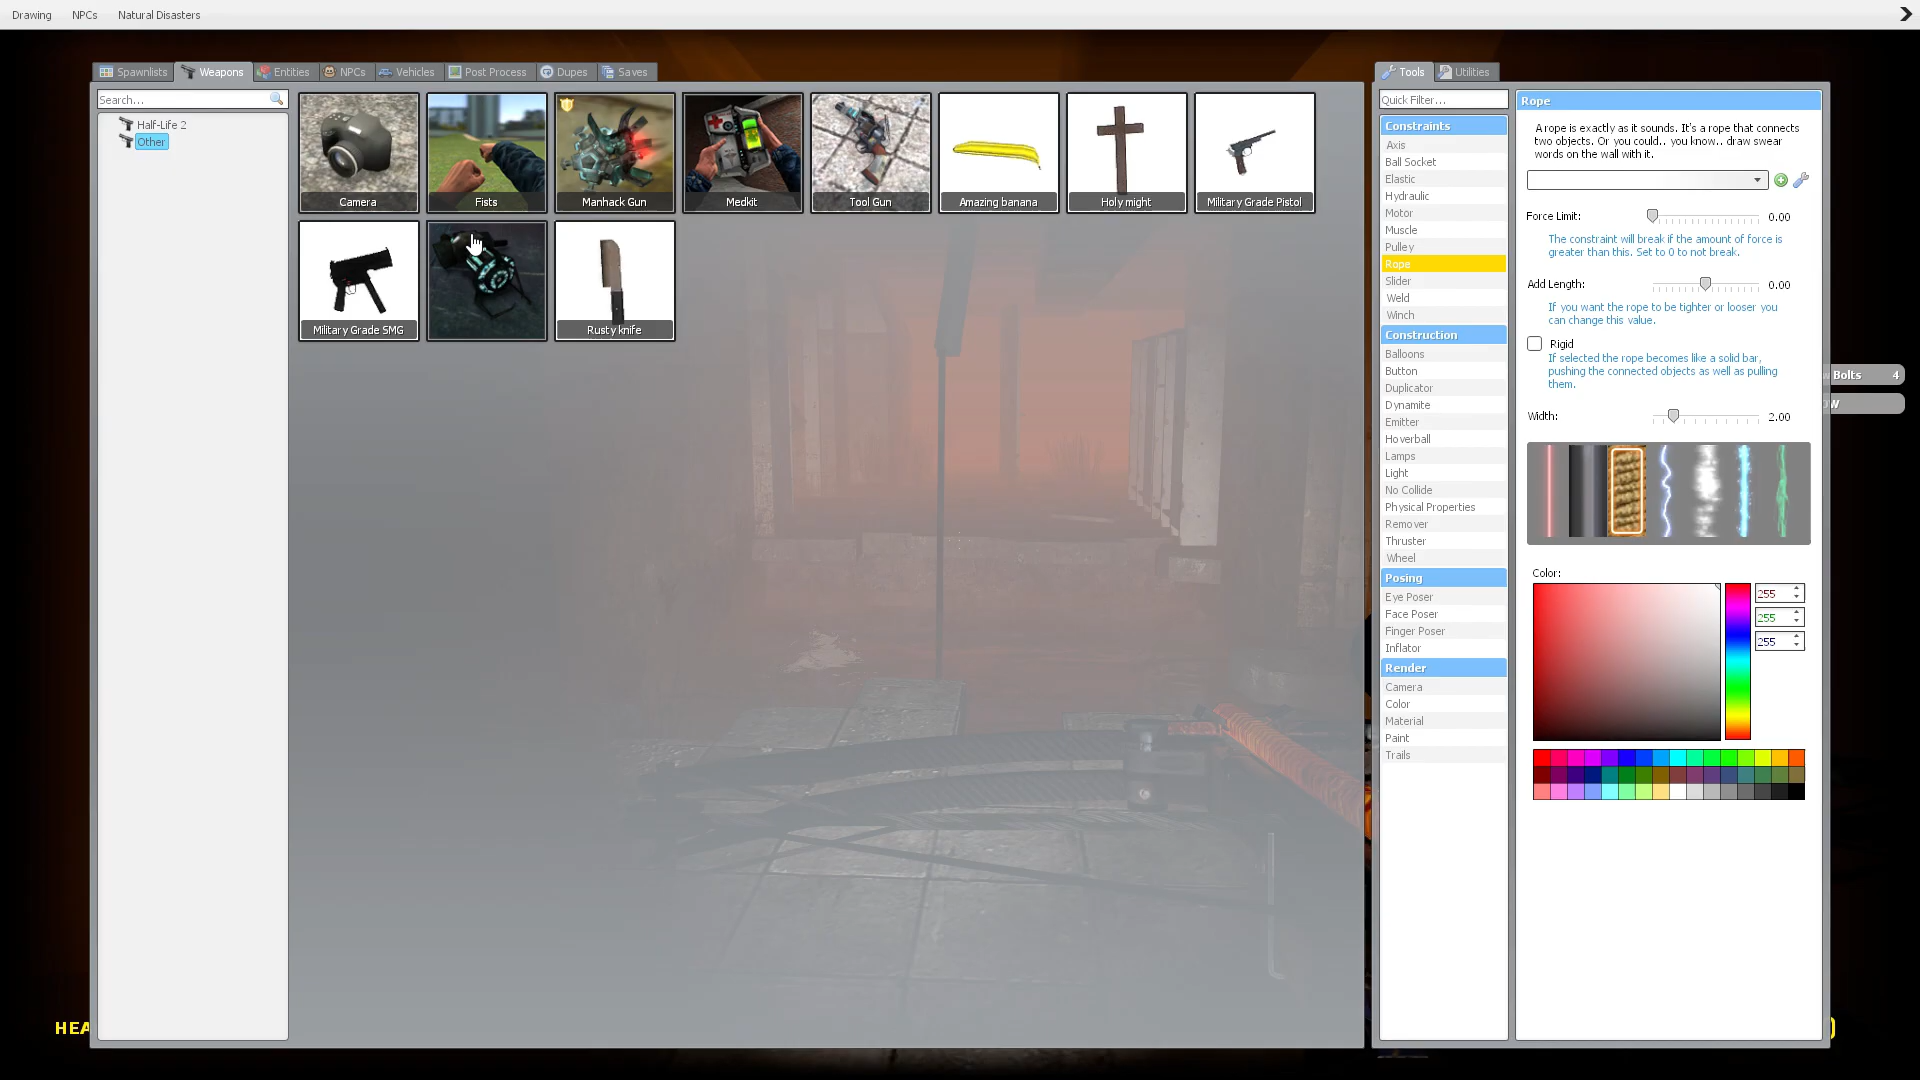 Drawing NPCs Natural Disasters
Spawnlists Weapons Entities NPCs Vehicles Post Process Dupes Saves
Search...
Half-Life 2
Other
Camera Fists Manhack Gun Medkit Tool Gun Amazing banana Holy might Military Grade Pistol
Military Grade SMG Rusty knife
Tools Utilities
Quick Filter...
Constraints
Axis
Ball Socket
Elastic
Hydraulic
Motor
Muscle
Pulley
Rope
Slider
Weld
Winch
Construction
Balloons
Button
Duplicator
Dynamite
Emitter
Hoverball
Lamps
Light
No Collide
Physical Properties
Remover
Thruster
Wheel
Posing
Eye Poser
Face Poser
Finger Poser
Inflator
Render
Camera
Color
Material
Paint
Trails
Rope
A rope is exactly as it sounds. It's a rope that connects
two objects. Or you could.. you know.. draw swear
words on the wall with it.
Force Limit: 0.00
The constraint will break if the amount of force is
greater than this. Set to 0 to not break.
Add Length: 0.00
If you want the rope to be tighter or looser you
can change this value.
Rigid
If selected the rope becomes like a solid bar,
pushing the connected objects as well as pulling
them.
Width: 2.00
Color:
255
255
255
Bolts 4
HEA